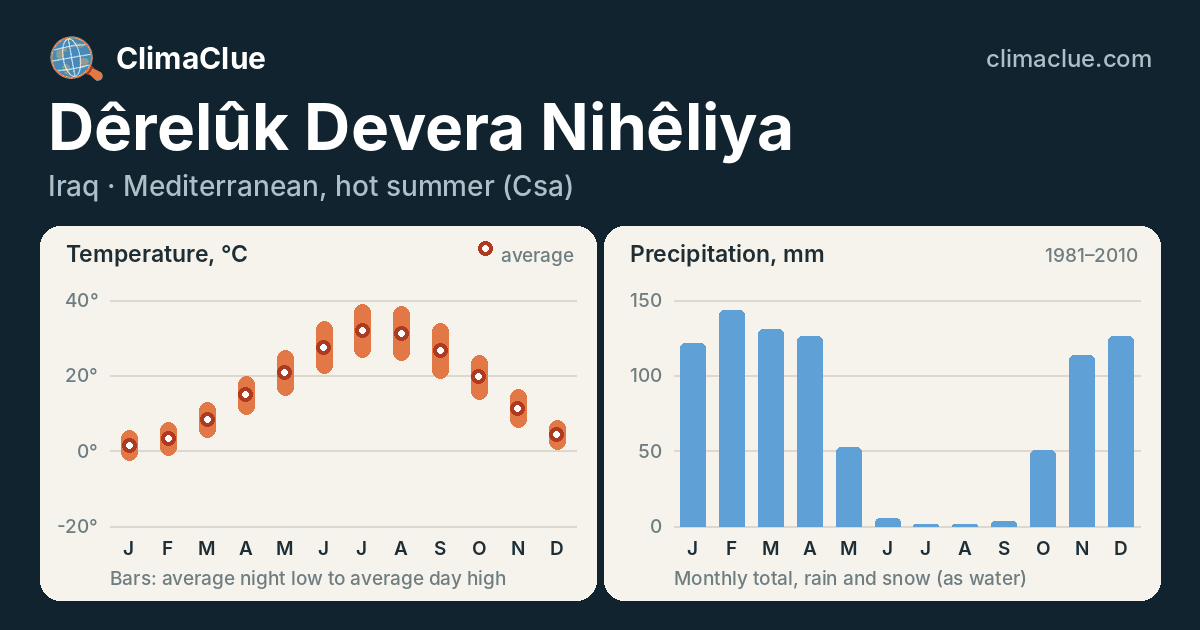 ClimaClue
climaclue.com
Dêrelûk Devera Nihêliya
Iraq · Mediterranean, hot summer (Csa)
Temperature, °C
average
40°
20°
0°
-20°
J F M A M J J A S O N D
Bars: average night low to average day high
Precipitation, mm
1981–2010
150
100
50
0
J F M A M J J A S O N D
Monthly total, rain and snow (as water)